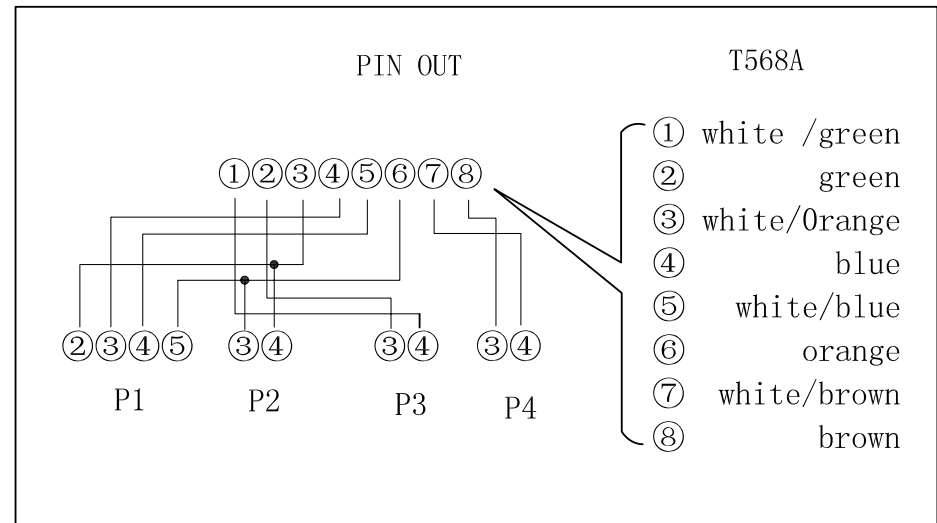 PIN OUT
T568A
①②③④⑤⑥⑦⑧
① white /green
② green
③ white/Orange
④ blue
⑤ white/blue
⑥ orange
⑦ white/brown
⑧ brown
②③④⑤ ③④ ③④ ③④
P1 P2 P3 P4